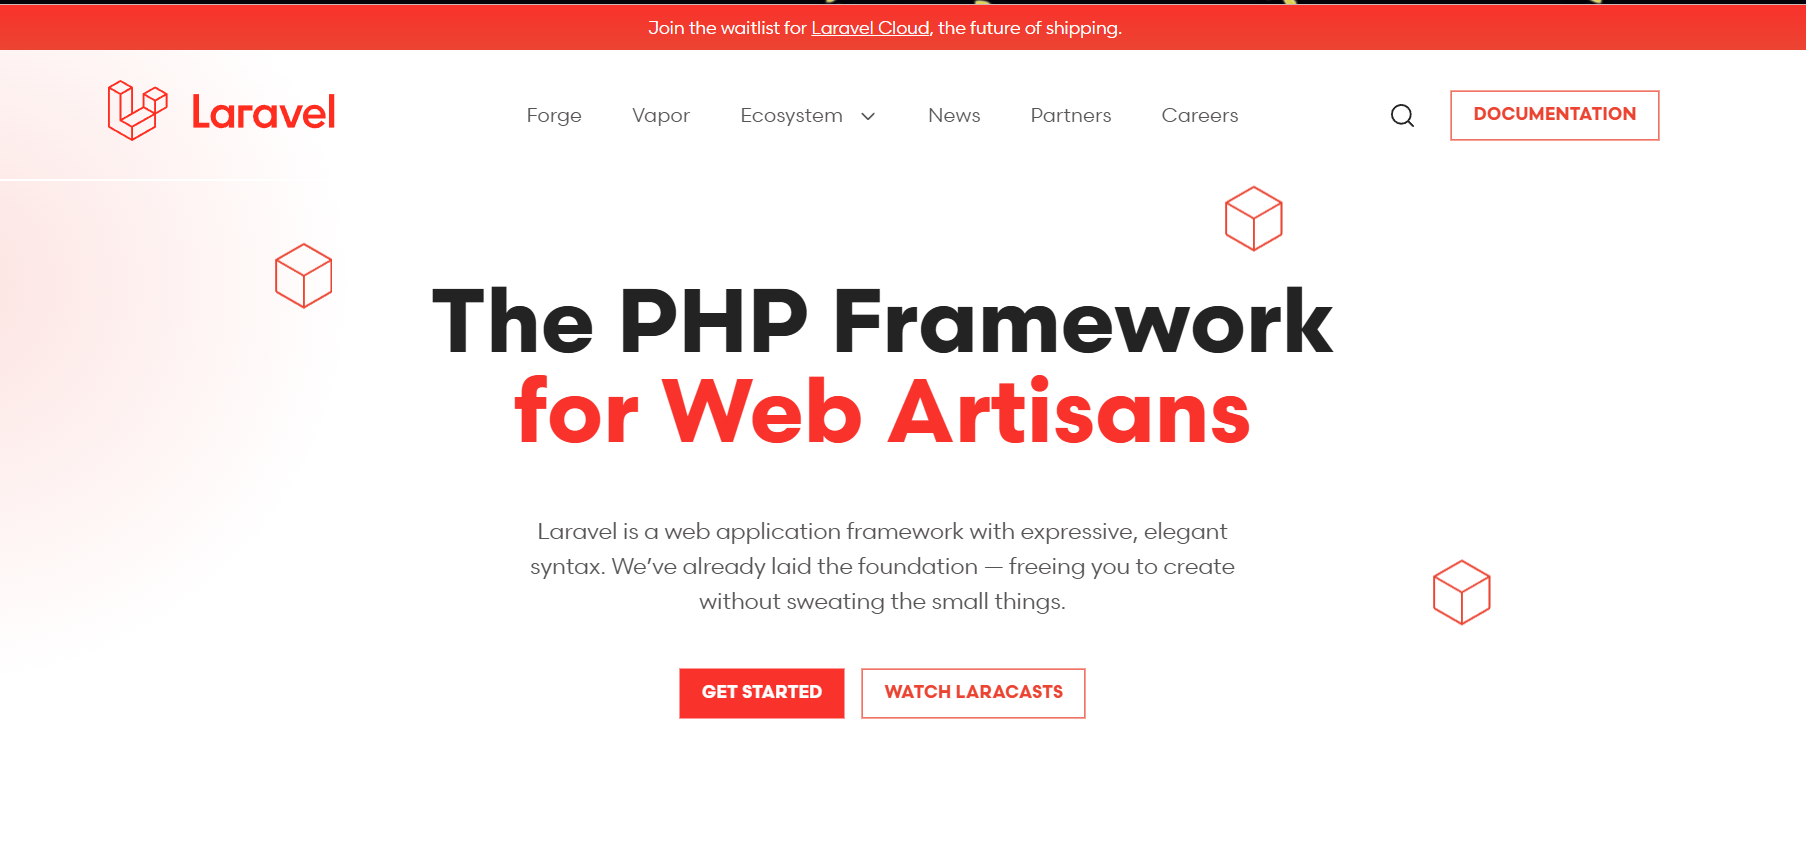 Join the waitlist for Laravel Cloud, the future of shipping.
Laravel
Forge
Vapor
Ecosystem
News
Partners
Careers
DOCUMENTATION
The PHP Framework
for Web Artisans
Laravel is a web application framework with expressive, elegant
syntax. We’ve already laid the foundation — freeing you to create
without sweating the small things.
GET STARTED
WATCH LARACASTS